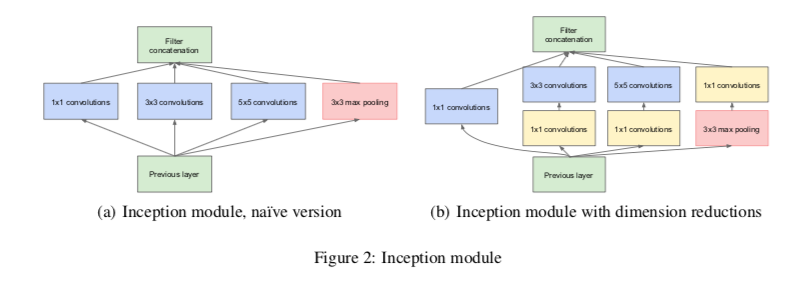 Filter
concatenation
1x1 convolutions
3x3 convolutions
5x5 convolutions
3x3 max pooling
Previous layer
(a) Inception module, naïve version
Filter
concatenation
3x3 convolutions
5x5 convolutions
1x1 convolutions
1x1 convolutions
1x1 convolutions
1x1 convolutions
3x3 max pooling
Previous layer
(b) Inception module with dimension reductions
Figure 2: Inception module